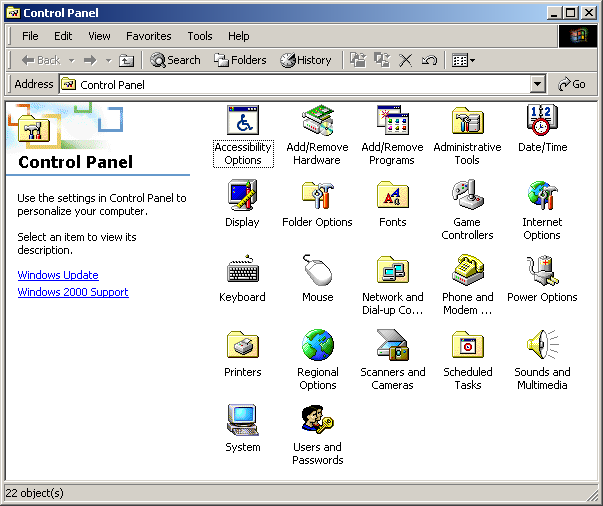 Control Panel
File Edit View Favorites Tools Help
Back Search Folders History
Address Control Panel Go
Control Panel
Use the settings in Control Panel to
personalize your computer.
Select an item to view its
description.
Windows Update
Windows 2000 Support
Accessibility
Options
Add/Remove
Hardware
Add/Remove
Programs
Administrative
Tools
Date/Time
Display
Folder Options
Fonts
Game
Controllers
Internet
Options
Keyboard
Mouse
Network and
Dial-up Co...
Phone and
Modem ...
Power Options
Printers
Regional
Options
Scanners and
Cameras
Scheduled
Tasks
Sounds and
Multimedia
System
Users and
Passwords
22 object(s)